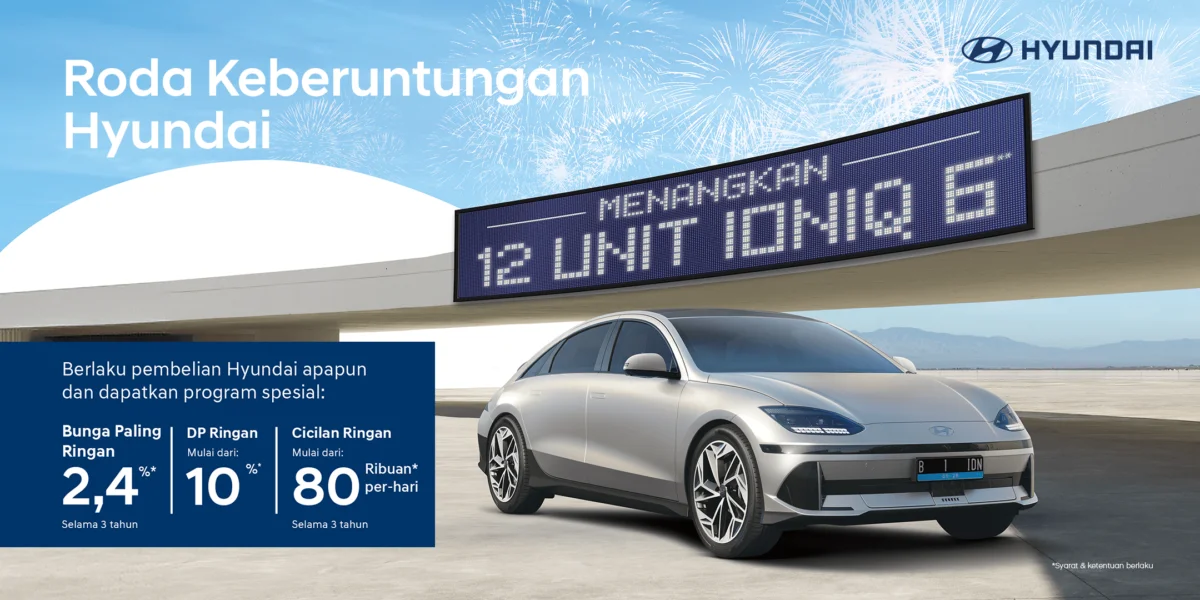 Roda Keberuntungan
Hyundai
HYUNDAI
MENANGKAN
12 UNIT IONIQ 6**
Berlaku pembelian Hyundai apapun
dan dapatkan program spesial:
Bunga Paling
Ringan
2,4%*
Selama 3 tahun
DP Ringan
Mulai dari:
10%*
Cicilan Ringan
Mulai dari:
80 Ribuan*
per-hari
Selama 3 tahun
B 1 IDN
*Syarat & ketentuan berlaku